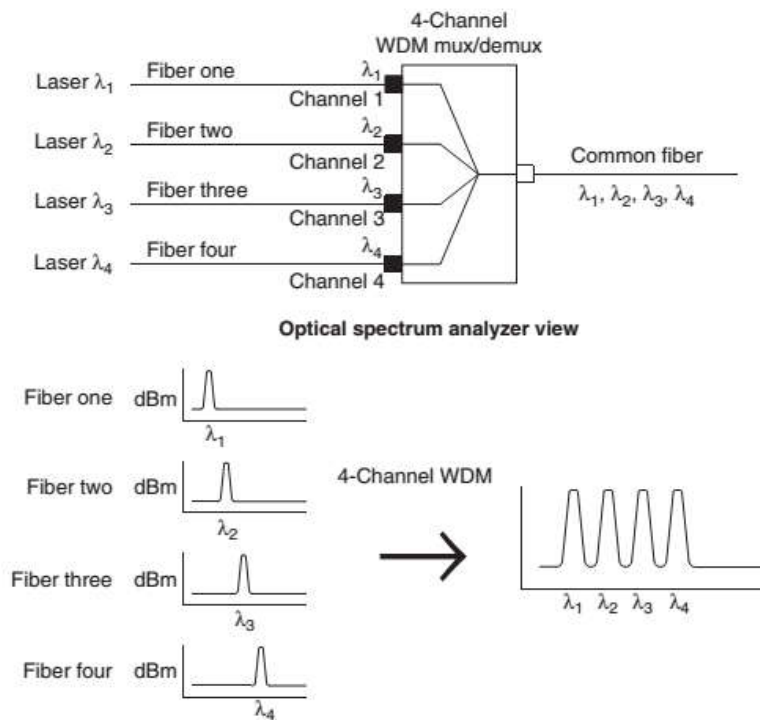 4-Channel
WDM mux/demux
Laser λ1 Fiber one λ1
Channel 1
Laser λ2 Fiber two λ2
Channel 2
Laser λ3 Fiber three λ3
Channel 3
Laser λ4 Fiber four λ4
Channel 4
Common fiber
λ1, λ2, λ3, λ4
Optical spectrum analyzer view
Fiber one dBm
λ1
Fiber two dBm
λ2
Fiber three dBm
λ3
Fiber four dBm
λ4
4-Channel WDM
λ1 λ2 λ3 λ4